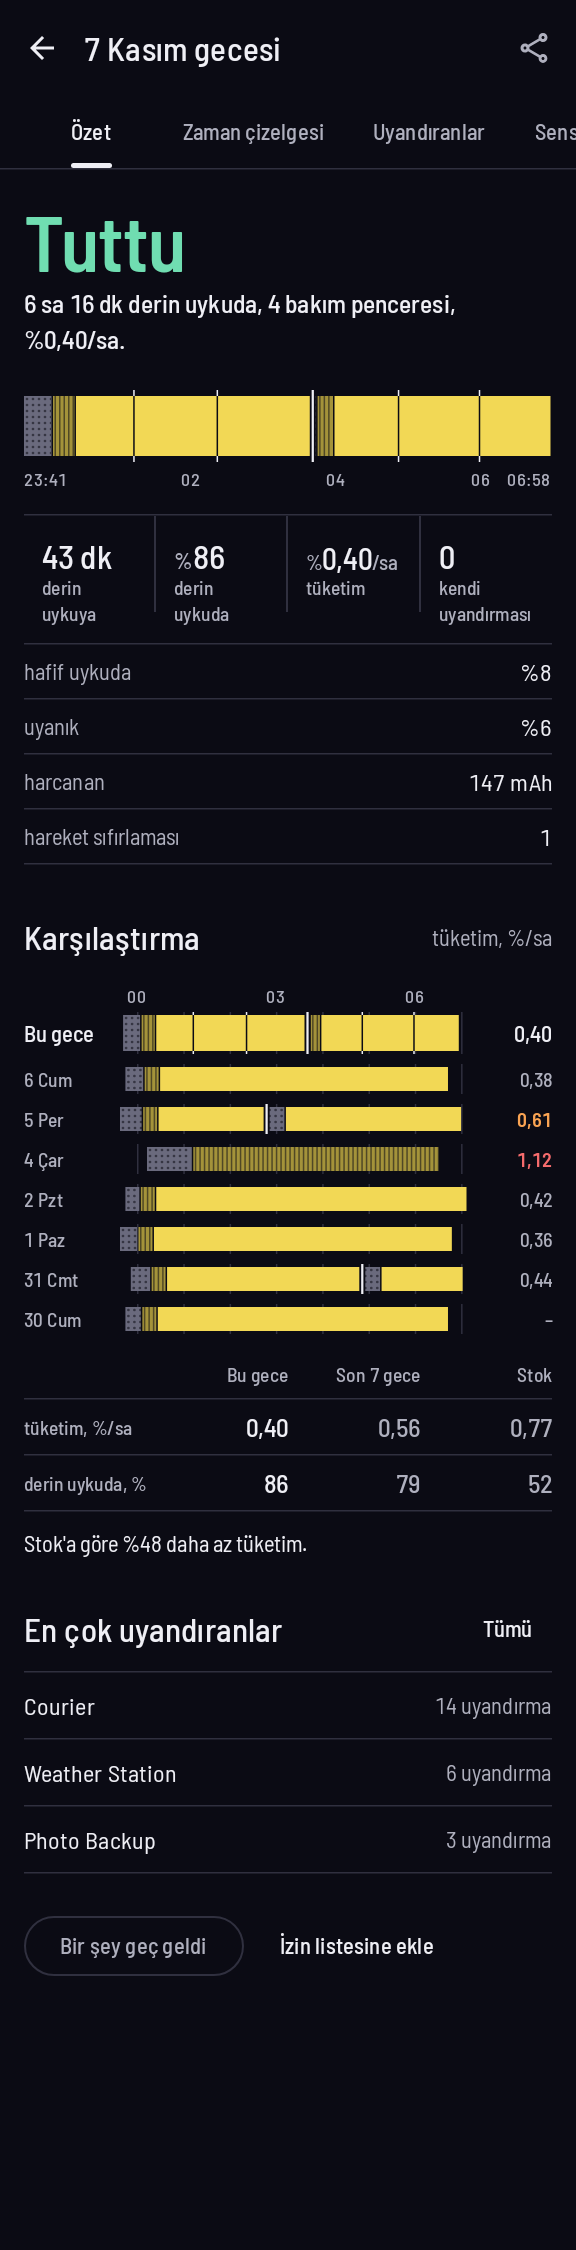 7 Kasım gecesi
Özet
Zaman çizelgesi
Uyandıranlar
Sens
Tuttu
6 sa 16 dk derin uykuda, 4 bakım penceresi,
%0,40/sa.
23:41 02 04 06 06:58
43 dk
derin
uykuya
%86
derin
uykuda
%0,40/sa
tüketim
0
kendi
uyandırması
hafif uykuda %8
uyanık %6
harcanan 147 mAh
hareket sıfırlaması 1
Karşılaştırma tüketim, %/sa
00 03 06
Bu gece 0,40
6 Cum 0,38
5 Per 0,61
4 Çar 1,12
2 Pzt 0,42
1 Paz 0,36
31 Cmt 0,44
30 Cum –
Bu gece Son 7 gece Stok
tüketim, %/sa 0,40 0,56 0,77
derin uykuda, % 86 79 52
Stok'a göre %48 daha az tüketim.
En çok uyandıranlar Tümü
Courier 14 uyandırma
Weather Station 6 uyandırma
Photo Backup 3 uyandırma
Bir şey geç geldi
İzin listesine ekle